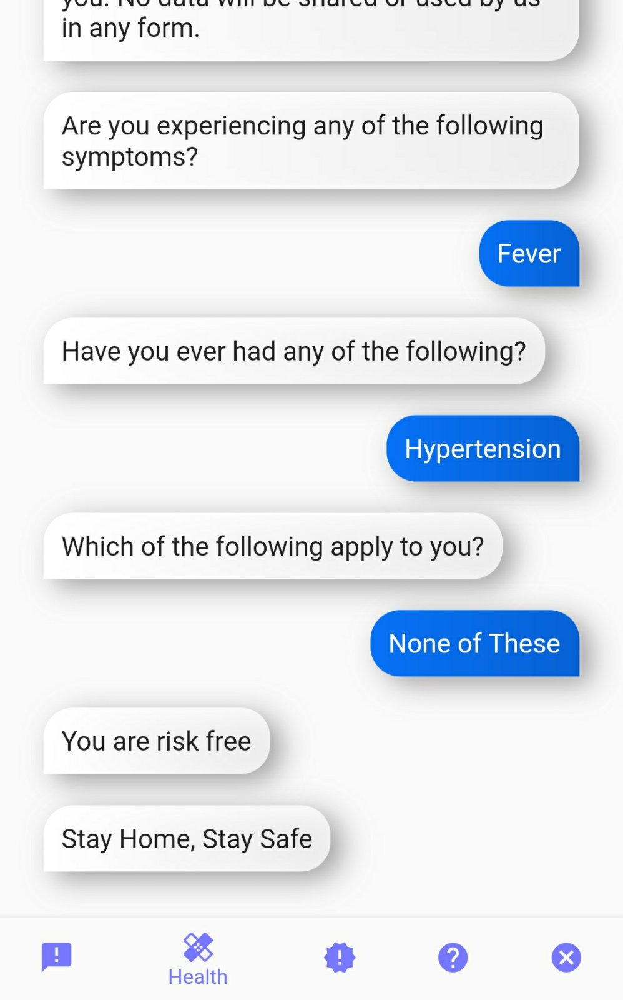 you. No data will be shared or used by us
in any form.
Are you experiencing any of the following
symptoms?
Fever
Have you ever had any of the following?
Hypertension
Which of the following apply to you?
None of These
You are risk free
Stay Home, Stay Safe
Health